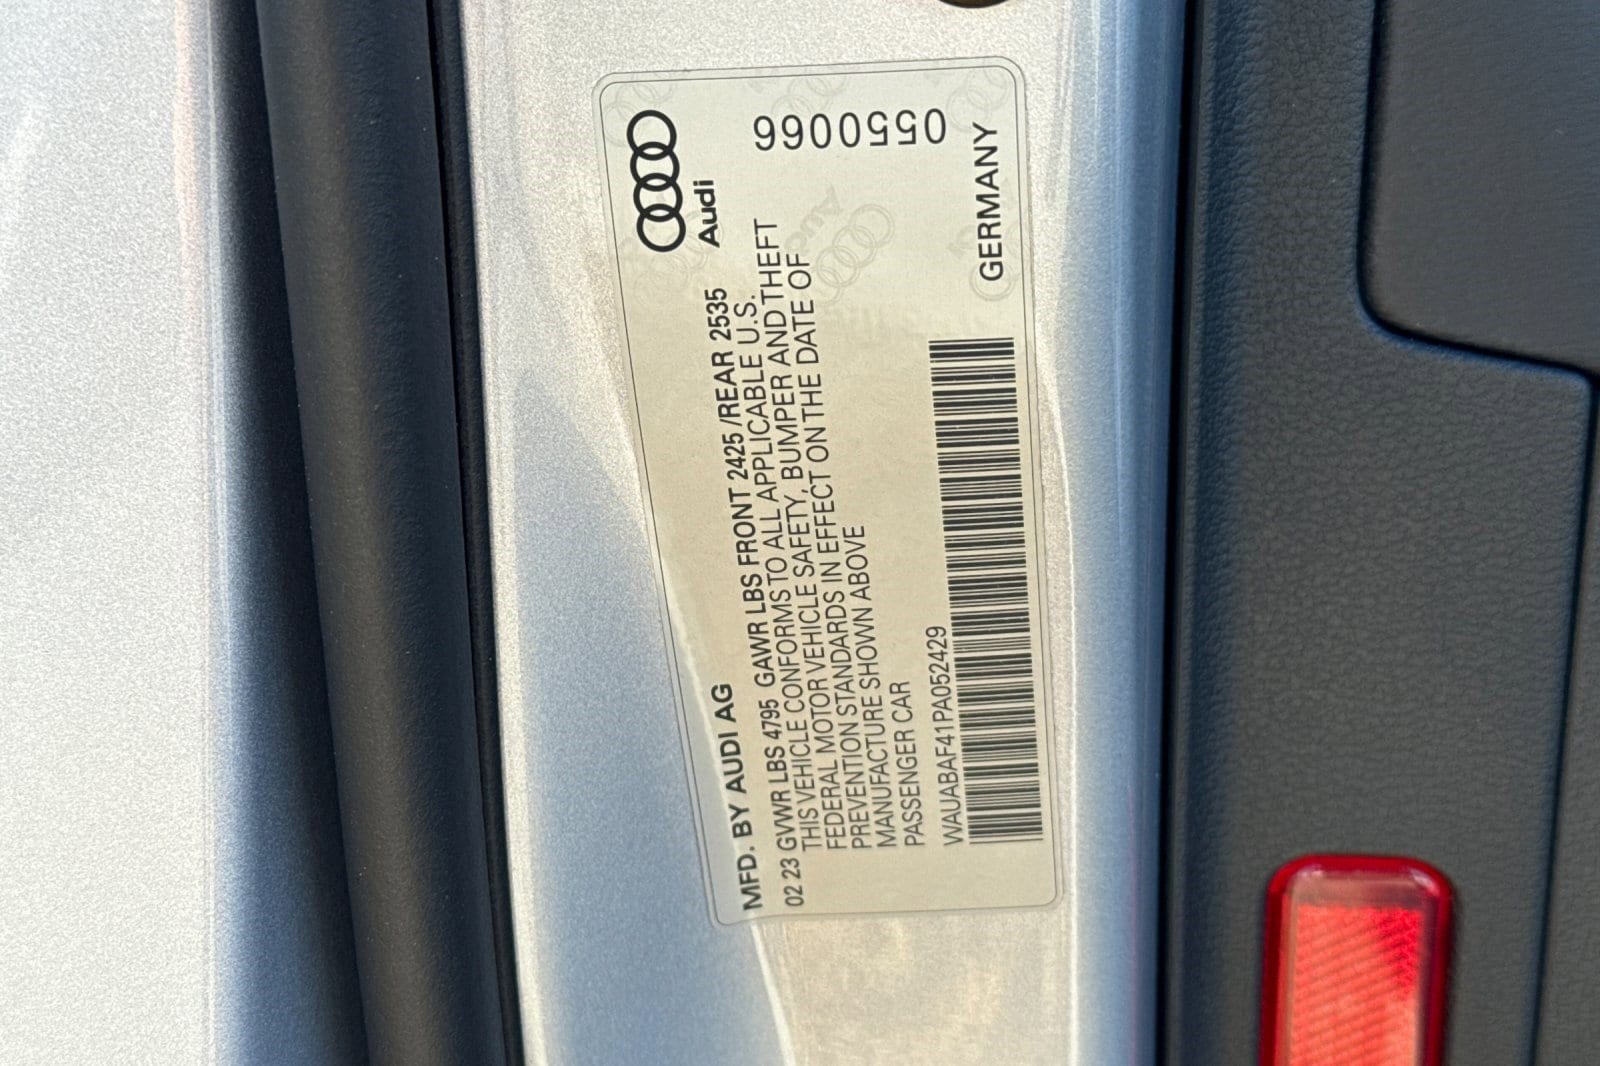 Audi
0550066
GERMANY
MFD. BY AUDI AG
02 23 GVWR LBS 4795 GAWR LBS FRONT 2425/REAR 2535
THIS VEHICLE CONFORMS TO ALL APPLICABLE U.S.
FEDERAL MOTOR VEHICLE SAFETY, BUMPER AND THEFT
PREVENTION STANDARDS IN EFFECT ON THE DATE OF
MANUFACTURE SHOWN ABOVE
PASSENGER CAR
WAUABAF41PA052429